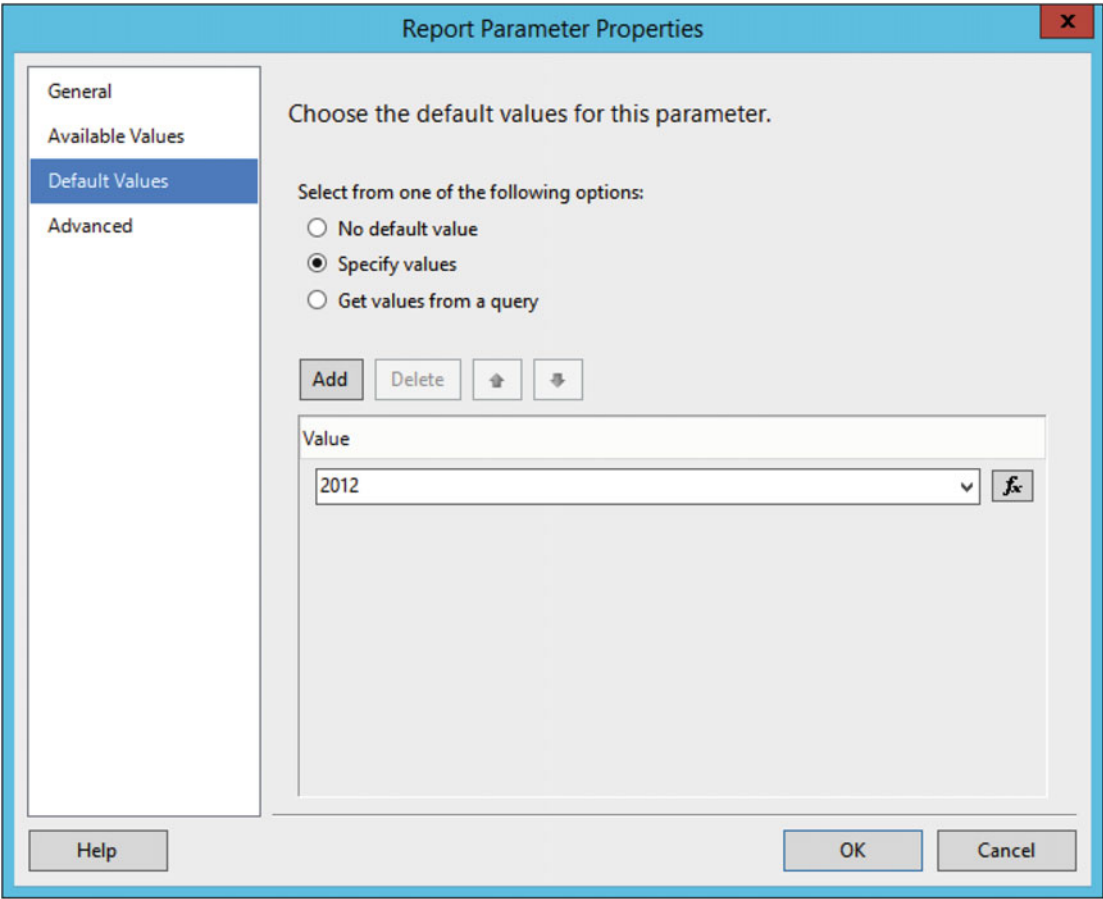 Report Parameter Properties
x
General
Available Values
Default Values
Advanced
Choose the default values for this parameter.
Select from one of the following options:
No default value
Specify values
Get values from a query
Add Delete
Value
2012
fx
Help OK Cancel